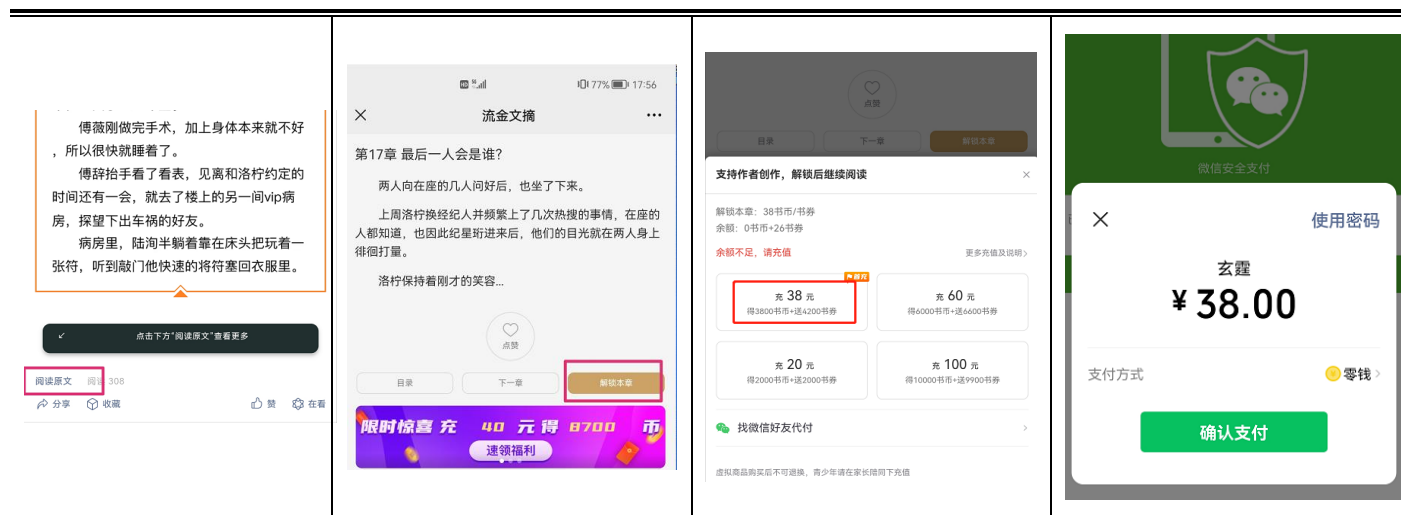 傅薇刚做完手术，加上身体本来就不好
，所以很快就睡着了。
傅辞抬手看了看表，见离和洛柠约定的
时间还有一会，就去了楼上的另一间vip病
房，探望下出车祸的好友。
病房里，陆洵半躺着靠在床头把玩着一
张符，听到敲门他快速的将符塞回衣服里。
点击下方"阅读原文"查看更多
阅读原文 阅读 308
分享 收藏 赞 在看
77% 17:56
流金文摘
第17章 最后一人会是谁？
两人向在座的几人问好后，也坐了下来。
上周洛柠换经纪人并频繁上了几次热搜的事情，在座的
人都知道，也因此纪星珩进来后，他们的目光就在两人身上
徘徊打量。
洛柠保持着刚才的笑容...
点赞
目录 下一章 解锁本章
限时惊喜 充 40 元 得 8700 币
速领福利
点赞
目录 下一章 解锁本章
支持作者创作，解锁后继续阅读
解锁本章：38书币/书券
余额：0书币+26书券
余额不足，请充值 更多充值及说明
首充
充 38 元
得3800书币+送4200书券
充 60 元
得6000书币+送6600书券
充 20 元
得2000书币+送2000书券
充 100 元
得10000书币+送9900书券
找微信好友代付
虚拟商品购买后不可退换，青少年请在家长陪同下充值
微信安全支付
使用密码
玄霆
¥38.00
支付方式 零钱
确认支付